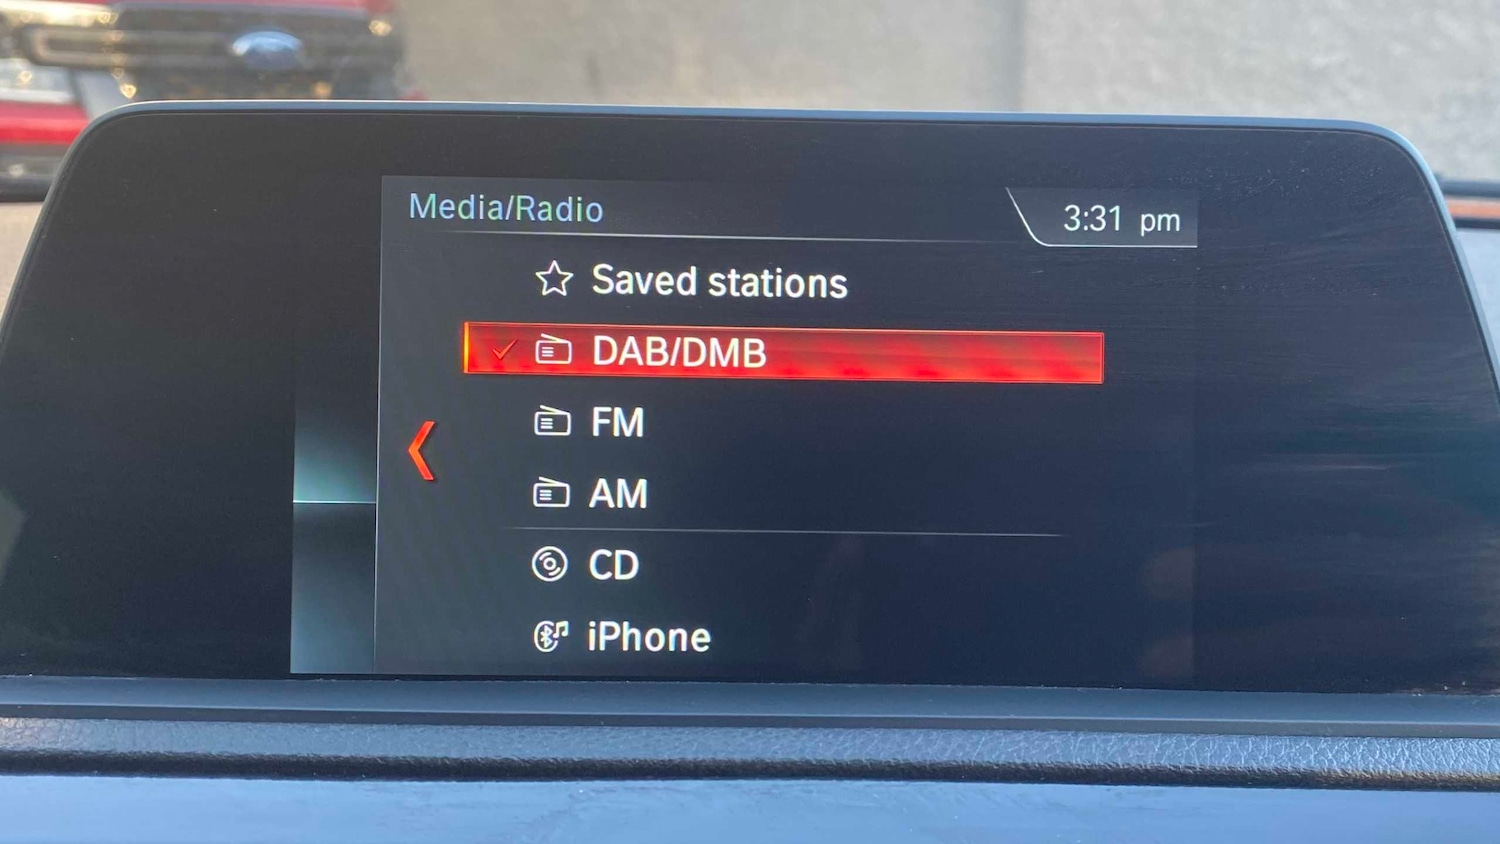 Media/Radio
3:31 pm
Saved stations
DAB/DMB
FM
AM
CD
iPhone